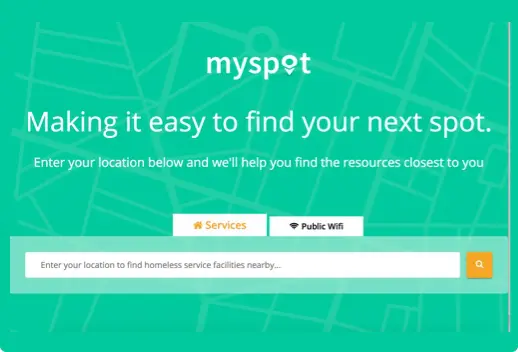 myspot
Making it easy to find your next spot.
Enter your location below and we'll help you find the resources closest to you
Services
Public Wifi
Enter your location to find homeless service facilities nearby...